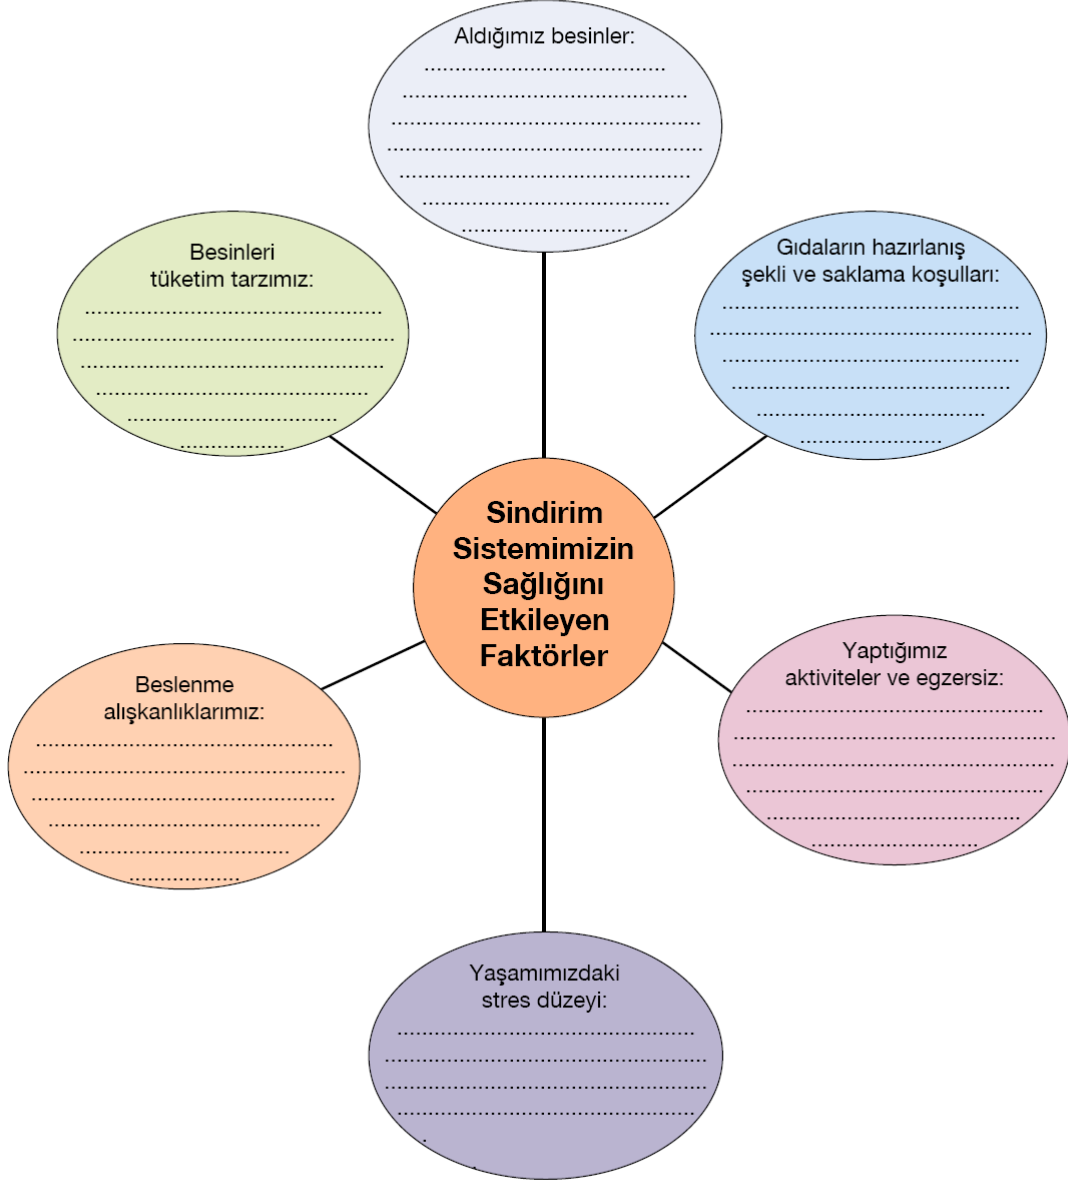 Aldığımız besinler:
Besinleri
tüketim tarzımız:
Gıdaların hazırlanış
şekli ve saklama koşulları:
Sindirim
Sistemimizin
Sağlığını
Etkileyen
Faktörler
Beslenme
alışkanlıklarımız:
Yaptığımız
aktiviteler ve egzersiz:
Yaşamımızdaki
stres düzeyi: